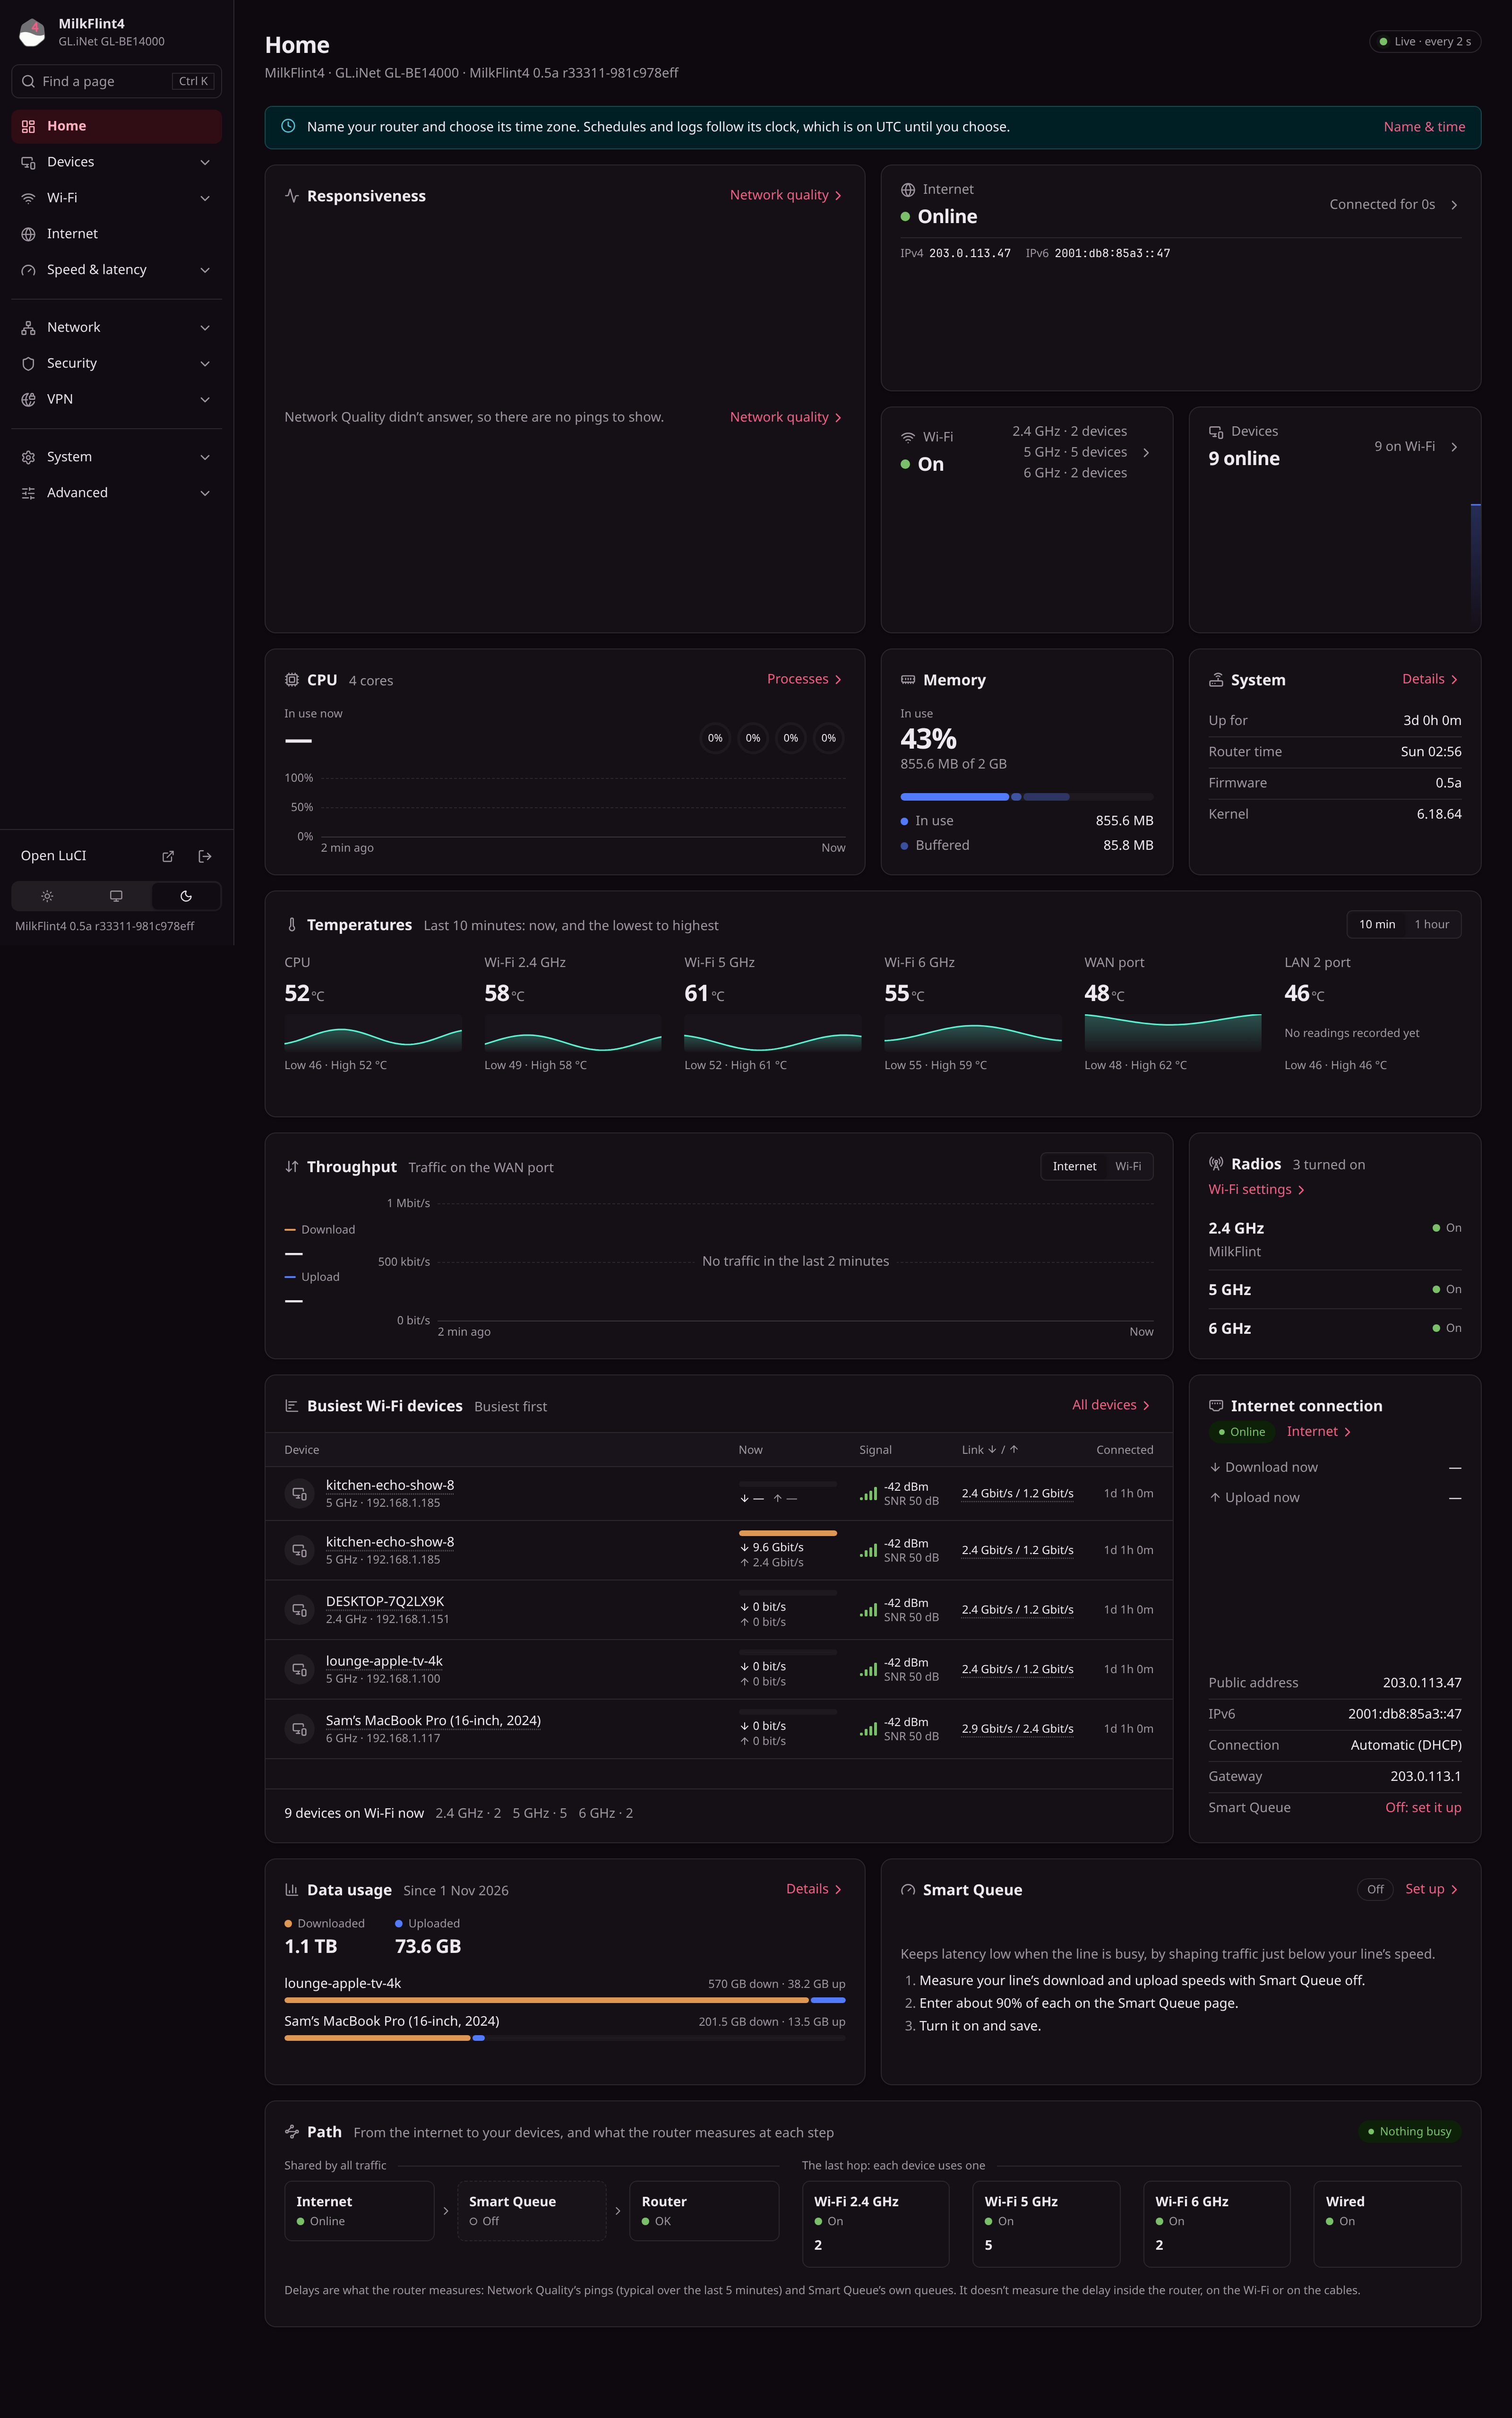 MilkFlint4
GL.iNet GL-BE14000
Find a page
Ctrl K
Home
Devices
Wi-Fi
Internet
Speed & latency
Network
Security
VPN
System
Advanced
Open LuCI
MilkFlint4 0.5a r33311-981c978eff
Home
MilkFlint4 · GL.iNet GL-BE14000 · MilkFlint4 0.5a r33311-981c978eff
Live · every 2 s
Name your router and choose its time zone. Schedules and logs follow its clock, which is on UTC until you choose.
Name & time
Responsiveness
Network quality
Network Quality didn’t answer, so there are no pings to show.
Network quality
Internet
Online
Connected for 0s
IPv4 203.0.113.47 IPv6 2001:db8:85a3::47
Wi-Fi
On
2.4 GHz · 2 devices
5 GHz · 5 devices
6 GHz · 2 devices
Devices
9 online
9 on Wi-Fi
CPU 4 cores
Processes
In use now
—
0% 0% 0% 0%
100%
50%
0%
2 min ago
Now
Memory
In use
43%
855.6 MB of 2 GB
In use 855.6 MB
Buffered 85.8 MB
System
Details
Up for 3d 0h 0m
Router time Sun 02:56
Firmware 0.5a
Kernel 6.18.64
Temperatures Last 10 minutes: now, and the lowest to highest
10 min 1 hour
CPU
52 °C
Low 46 · High 52 °C
Wi-Fi 2.4 GHz
58 °C
Low 49 · High 58 °C
Wi-Fi 5 GHz
61 °C
Low 52 · High 61 °C
Wi-Fi 6 GHz
55 °C
Low 55 · High 59 °C
WAN port
48 °C
Low 48 · High 62 °C
LAN 2 port
46 °C
No readings recorded yet
Low 46 · High 46 °C
Throughput Traffic on the WAN port
Internet Wi-Fi
Download
—
Upload
—
1 Mbit/s
500 kbit/s
0 bit/s
No traffic in the last 2 minutes
2 min ago
Now
Radios 3 turned on
Wi-Fi settings
2.4 GHz On
MilkFlint
5 GHz On
6 GHz On
Busiest Wi-Fi devices Busiest first
All devices
Device Now Signal Link ↓ / ↑ Connected
kitchen-echo-show-8
5 GHz · 192.168.1.185
↓ — ↑ —
-42 dBm
SNR 50 dB
2.4 Gbit/s / 1.2 Gbit/s
1d 1h 0m
kitchen-echo-show-8
5 GHz · 192.168.1.185
↓ 9.6 Gbit/s
↑ 2.4 Gbit/s
-42 dBm
SNR 50 dB
2.4 Gbit/s / 1.2 Gbit/s
1d 1h 0m
DESKTOP-7Q2LX9K
2.4 GHz · 192.168.1.151
↓ 0 bit/s
↑ 0 bit/s
-42 dBm
SNR 50 dB
2.4 Gbit/s / 1.2 Gbit/s
1d 1h 0m
lounge-apple-tv-4k
5 GHz · 192.168.1.100
↓ 0 bit/s
↑ 0 bit/s
-42 dBm
SNR 50 dB
2.4 Gbit/s / 1.2 Gbit/s
1d 1h 0m
Sam’s MacBook Pro (16-inch, 2024)
6 GHz · 192.168.1.117
↓ 0 bit/s
↑ 0 bit/s
-42 dBm
SNR 50 dB
2.9 Gbit/s / 2.4 Gbit/s
1d 1h 0m
9 devices on Wi-Fi now 2.4 GHz · 2 5 GHz · 5 6 GHz · 2
Internet connection
Online Internet
↓ Download now —
↑ Upload now —
Public address 203.0.113.47
IPv6 2001:db8:85a3::47
Connection Automatic (DHCP)
Gateway 203.0.113.1
Smart Queue Off: set it up
Data usage Since 1 Nov 2026
Details
Downloaded
1.1 TB
Uploaded
73.6 GB
lounge-apple-tv-4k 570 GB down · 38.2 GB up
Sam’s MacBook Pro (16-inch, 2024) 201.5 GB down · 13.5 GB up
Smart Queue
Off Set up
Keeps latency low when the line is busy, by shaping traffic just below your line’s speed.
1. Measure your line’s download and upload speeds with Smart Queue off.
2. Enter about 90% of each on the Smart Queue page.
3. Turn it on and save.
Path From the internet to your devices, and what the router measures at each step
Nothing busy
Shared by all traffic
Internet
Online
Smart Queue
Off
Router
OK
The last hop: each device uses one
Wi-Fi 2.4 GHz
On
2
Wi-Fi 5 GHz
On
5
Wi-Fi 6 GHz
On
2
Wired
On
Delays are what the router measures: Network Quality’s pings (typical over the last 5 minutes) and Smart Queue’s own queues. It doesn’t measure the delay inside the router, on the Wi-Fi or on the cables.